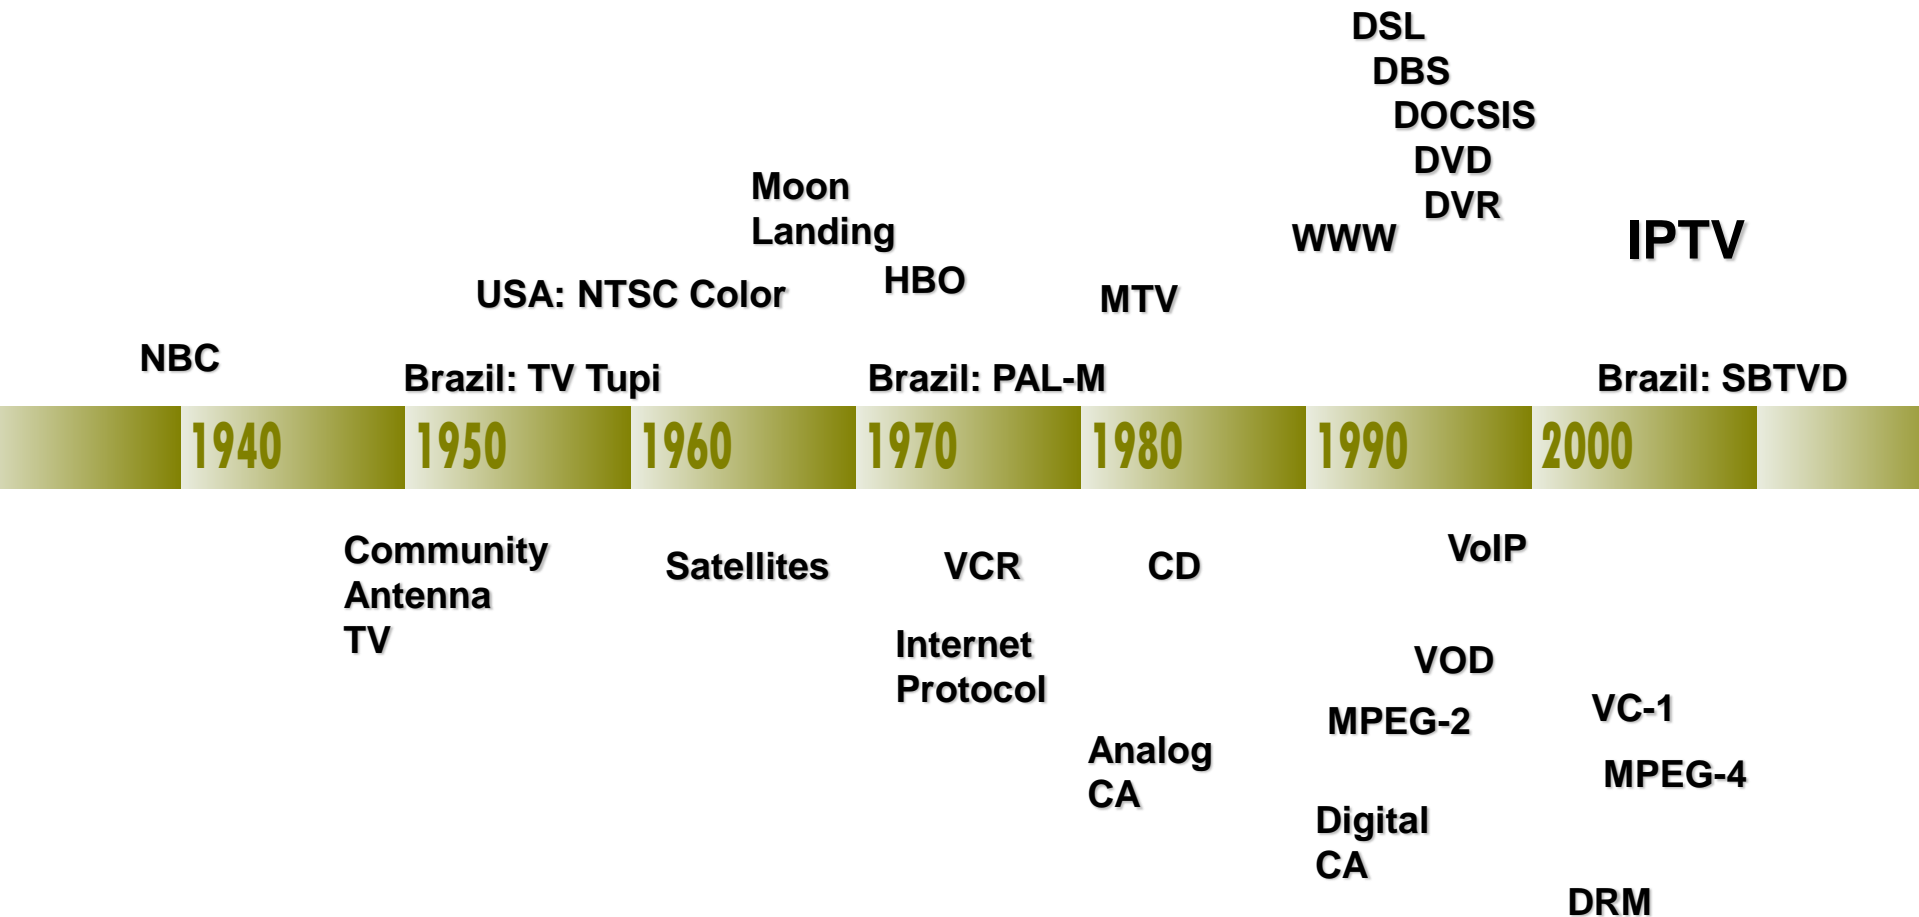 DSL
DBS
DOCSIS
DVD
DVR
Moon
Landing
WWW
IPTV
HBO
USA: NTSC Color
MTV
NBC
Brazil: TV Tupi
Brazil: PAL-M
Brazil: SBTVD
1940 1950 1960 1970 1980 1990 2000
Community
Antenna
TV
Satellites
VCR
CD
VoIP
Internet
Protocol
VOD
MPEG-2
VC-1
Analog
CA
MPEG-4
Digital
CA
DRM